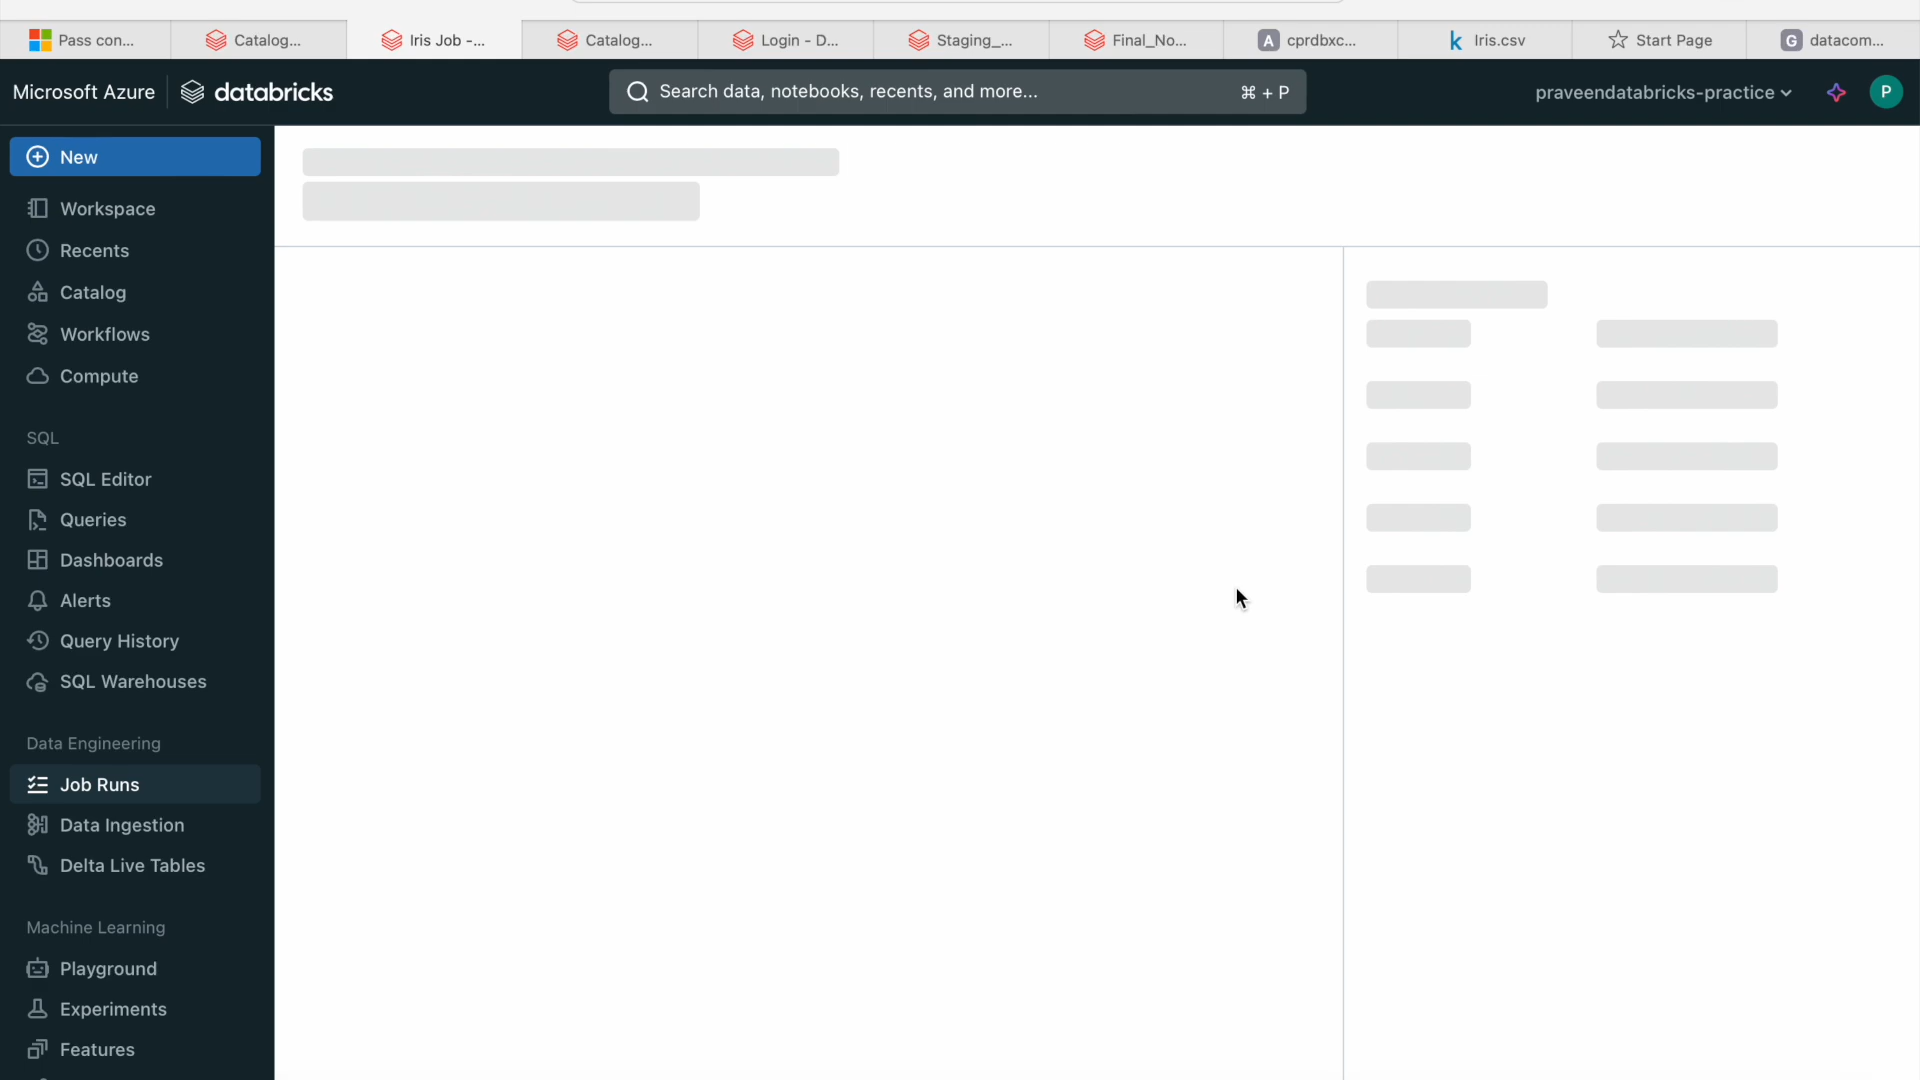 Pass con...
Catalog...
Iris Job -...
Catalog...
Login - D...
Staging_...
Final_No...
A cprdbxc...
k Iris.csv
Start Page
G datacom...
Microsoft Azure
databricks
Search data, notebooks, recents, and more...
⌘ + P
praveendatabricks-practice
P
New
Workspace
Recents
Catalog
Workflows
Compute
SQL
SQL Editor
Queries
Dashboards
Alerts
Query History
SQL Warehouses
Data Engineering
Job Runs
Data Ingestion
Delta Live Tables
Machine Learning
Playground
Experiments
Features